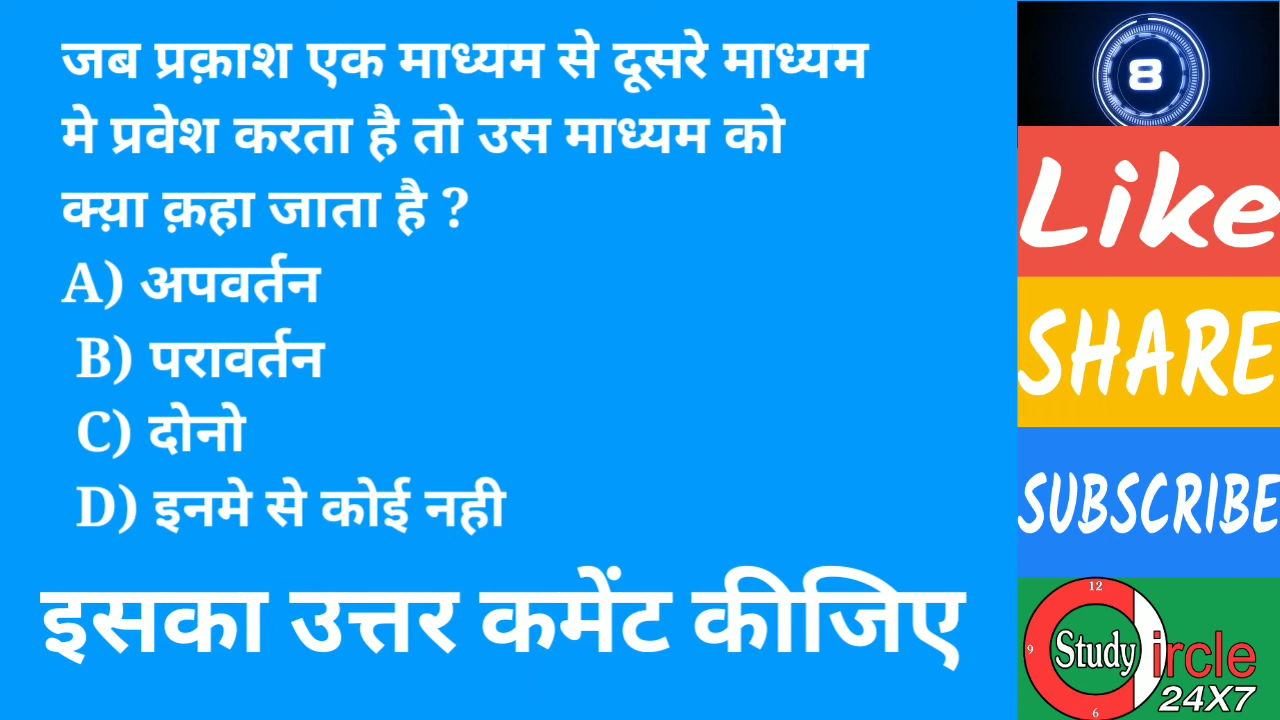 जब प्रक़ाश एक माध्यम से दूसरे माध्यम
मे प्रवेश करता है तो उस माध्यम को
क्य़ा क़हा जाता है ?
A) अपवर्तन
B) परावर्तन
C) दोनो
D) इनमे से कोई नही
इसका उत्तर कमेंट कीजिए
8
Like
SHARE
SUBSCRIBE
12
9
Study Circle
24X7
6